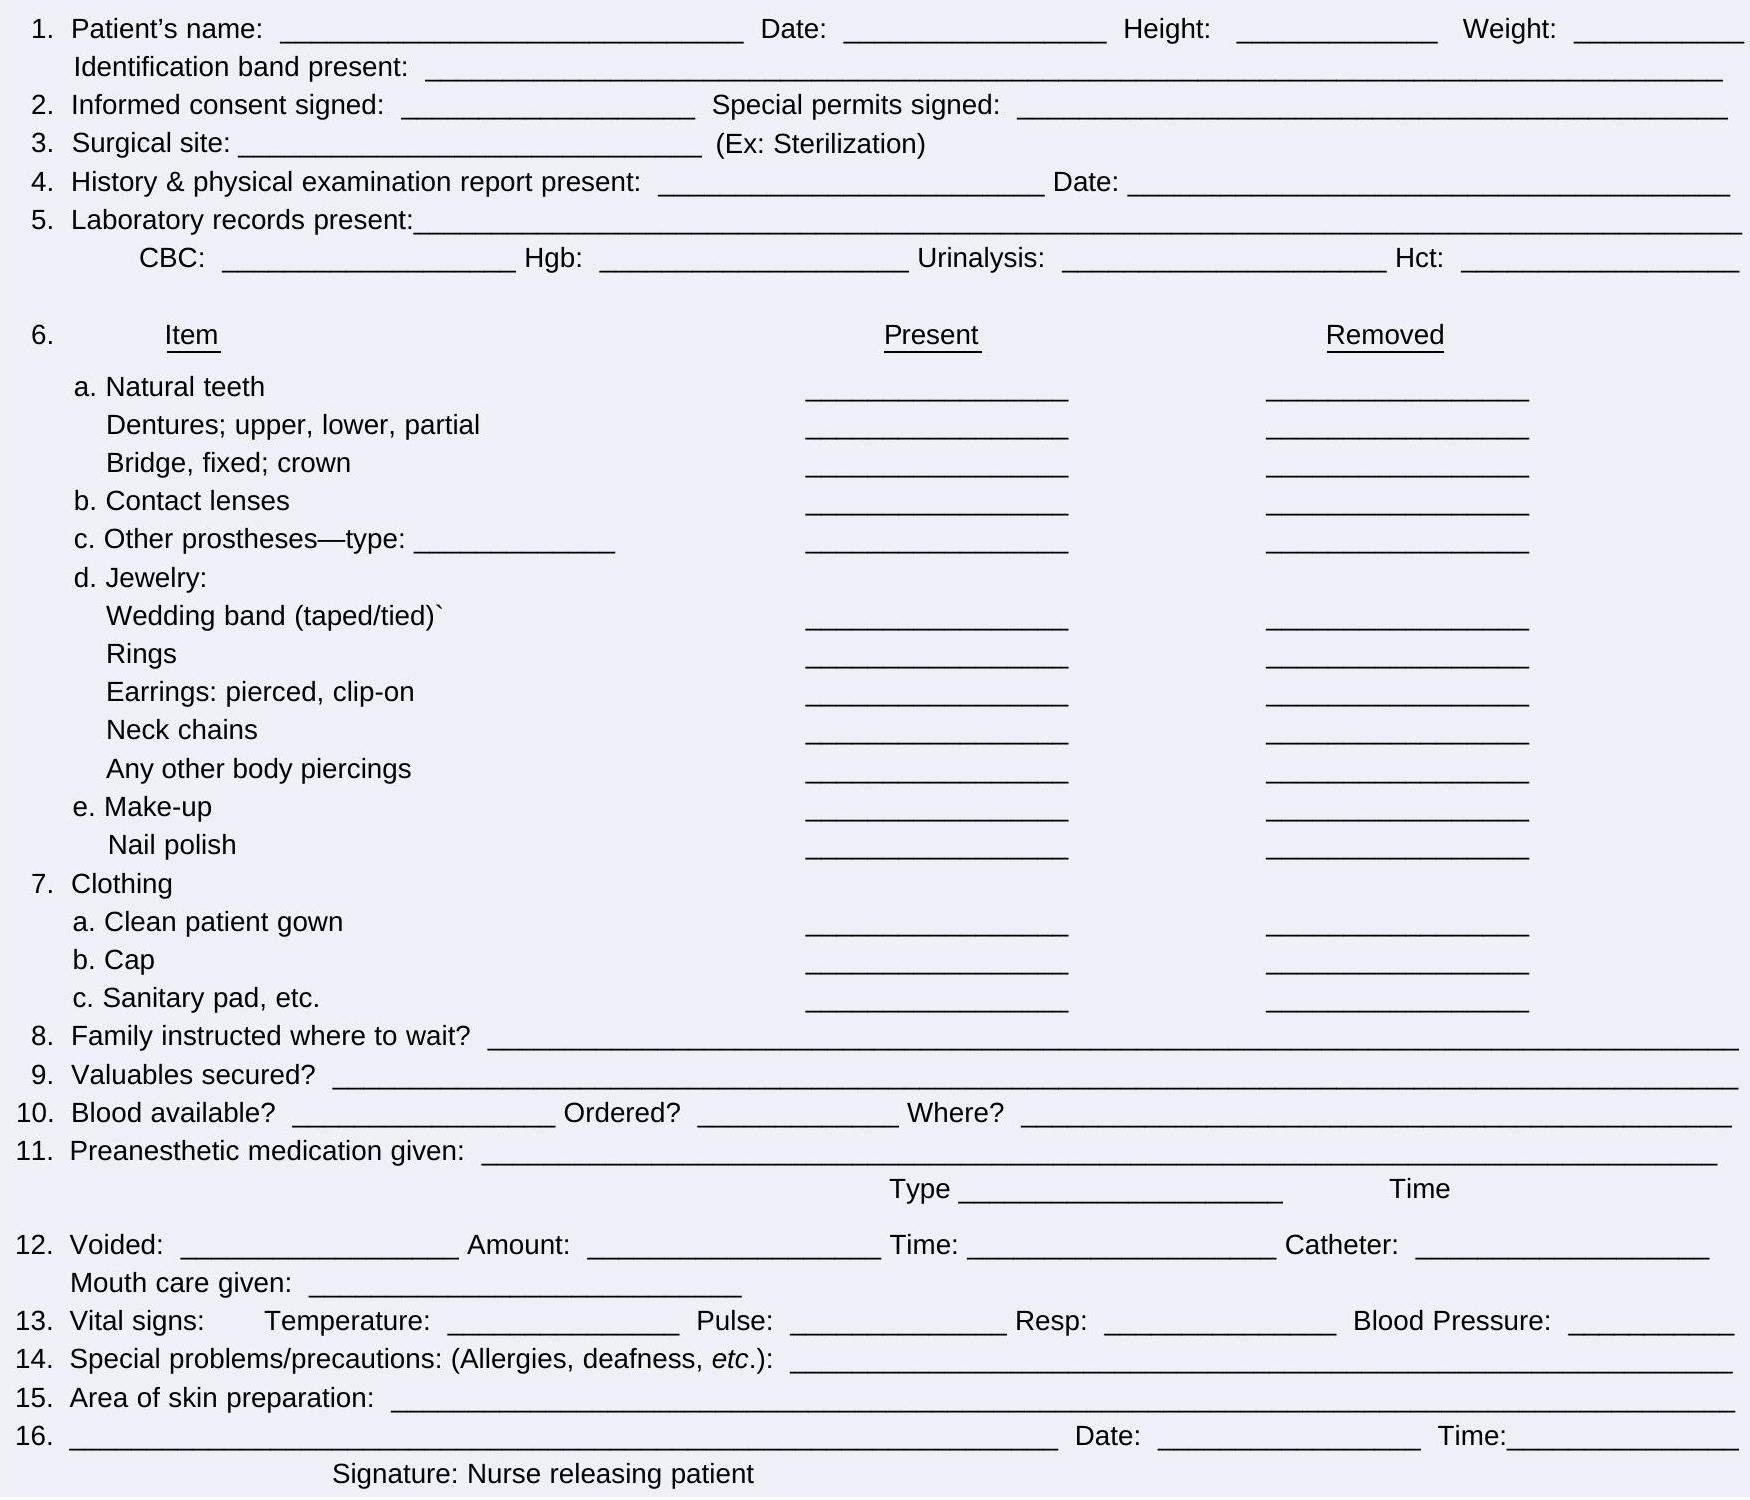 1. Patient’s name: ______________________________ Date: _________________ Height: _____________ Weight: ___________
Identification band present: ____________________________________________________________________________________
2. Informed consent signed: ___________________ Special permits signed: ______________________________________________
3. Surgical site: ______________________________ (Ex: Sterilization)
4. History & physical examination report present: _________________________ Date: _______________________________________
5. Laboratory records present:______________________________________________________________________________________
CBC: ___________________ Hgb: ____________________ Urinalysis: _____________________ Hct: __________________
6. Item Present Removed
a. Natural teeth _________________ _________________
Dentures; upper, lower, partial _________________ _________________
Bridge, fixed; crown _________________ _________________
b. Contact lenses _________________ _________________
c. Other prostheses—type: _____________ _________________ _________________
d. Jewelry:
Wedding band (taped/tied)` _________________ _________________
Rings _________________ _________________
Earrings: pierced, clip-on _________________ _________________
Neck chains _________________ _________________
Any other body piercings _________________ _________________
e. Make-up _________________ _________________
Nail polish _________________ _________________
7. Clothing
a. Clean patient gown _________________ _________________
b. Cap _________________ _________________
c. Sanitary pad, etc. _________________ _________________
8. Family instructed where to wait? _________________________________________________________________________________
9. Valuables secured? ___________________________________________________________________________________________
10. Blood available? _________________ Ordered? _____________ Where? ______________________________________________
11. Preanesthetic medication given: ________________________________________________________________________________
Type _____________________ Time
12. Voided: __________________ Amount: ___________________ Time: ____________________ Catheter: ___________________
Mouth care given: ____________________________
13. Vital signs: Temperature: _______________ Pulse: ______________ Resp: _______________ Blood Pressure: ___________
14. Special problems/precautions: (Allergies, deafness, etc.): _____________________________________________________________
15. Area of skin preparation: _______________________________________________________________________________________
16. ________________________________________________________________ Date: _________________ Time:_______________
Signature: Nurse releasing patient